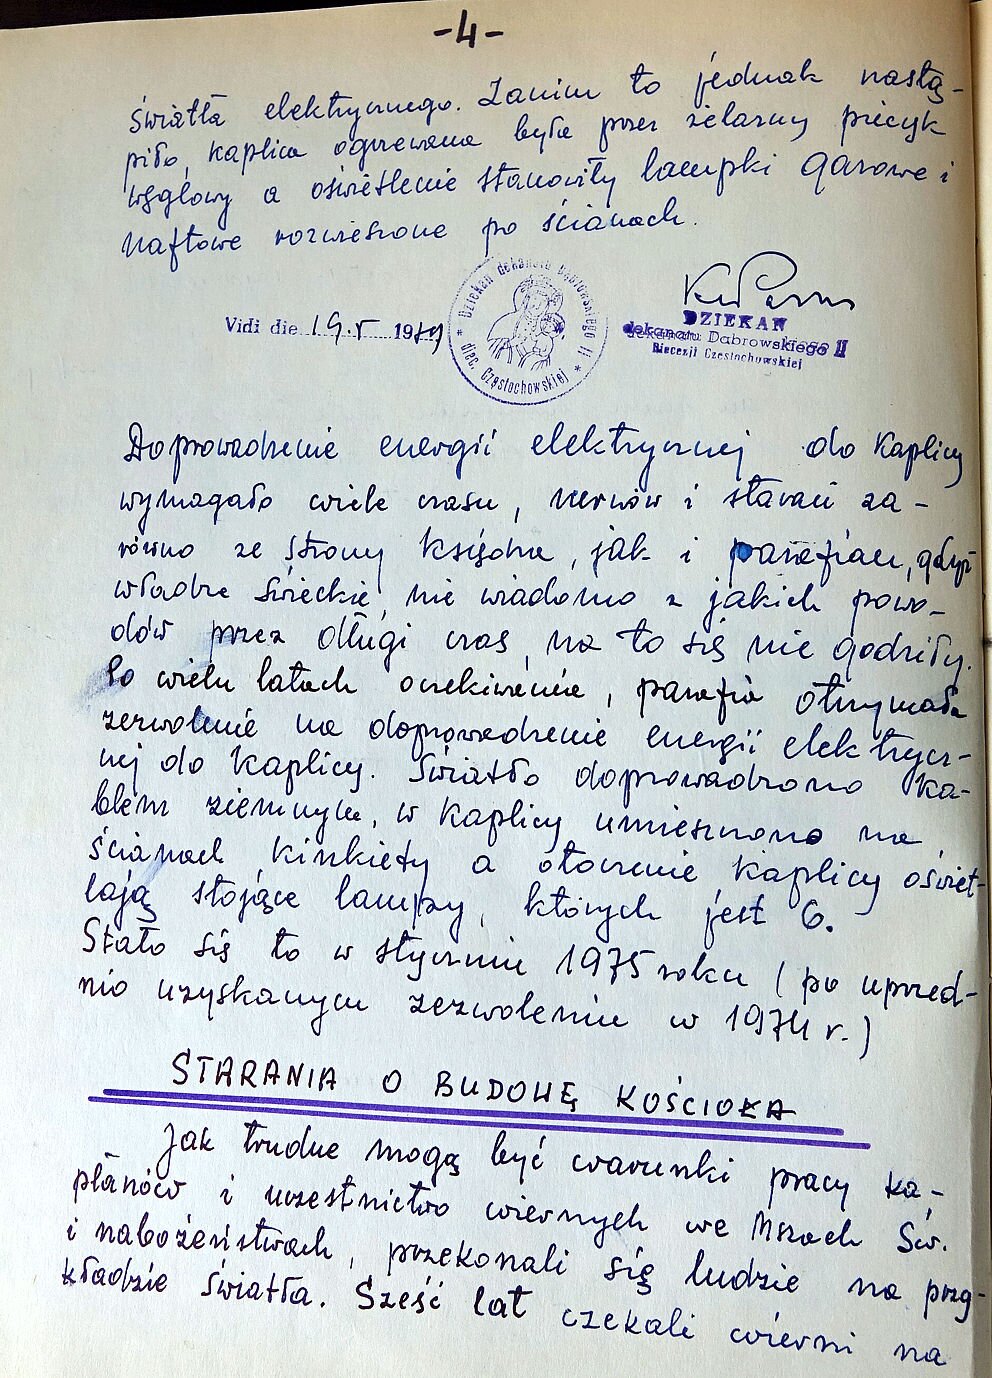 -4-
światła elektrycznego. Zanim to jednak nastą-
piło, kaplica ogrzewana była przez żelazny piecyk
węglowy a oświetlenie stanowiły lampki gazowe i
naftowe rozwieszone po ścianach.
Vidi die 19.V 1979
* Dziekan dekanatu Dąbrowskiego II * diec. Częstochowskiej
DZIEKAN
dekanatu Dąbrowskiego II
Diecezji Częstochowskiej
Doprowadzenie energii elektrycznej do kaplicy
wymagało wiele czasu, nerwów i starań za-
równo ze strony księdza, jak i parafian, gdyż
władze świeckie, nie wiadomo z jakich powo-
dów przez długi czas, na to się nie godziły.
Po wielu latach oczekiwania, parafia otrzymała
zezwolenie na doprowadzenie energii elektrycz-
nej do kaplicy. Światło doprowadzono ka-
blem ziemnym, w kaplicy umieszczono na
ścianach kinkiety a otoczenie kaplicy oświet-
lają stojące lampy, których jest 6.
Stało się to w styczniu 1975 roku (po uprzed-
nio uzyskanym zezwoleniu w 1974 r.)
STARANIA O BUDOWĘ KOŚCIOŁA
Jak trudne mogą być warunki pracy ka-
płanów i uczestnictwo wiernych we Mszach Św.
i nabożeństwach, przekonali się ludzie na przy-
kładzie światła. Sześć lat czekali wierni na